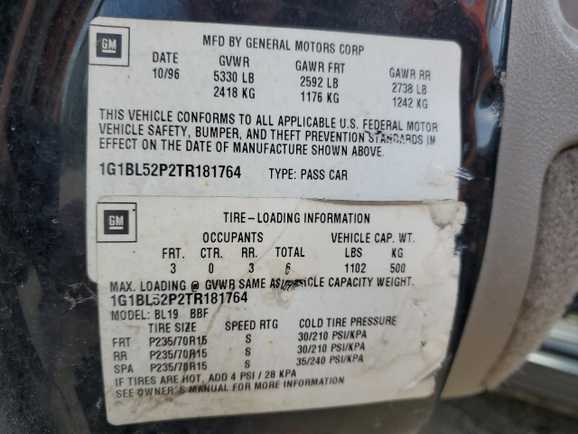 GM
MFD BY GENERAL MOTORS CORP
DATE GVWR GAWR FRT GAWR RR
10/96 5330 LB 2592 LB 2738 LB
2418 KG 1176 KG 1242 KG
THIS VEHICLE CONFORMS TO ALL APPLICABLE U.S. FEDERAL MOTOR
VEHICLE SAFETY, BUMPER, AND THEFT PREVENTION STANDARDS IN
EFFECT ON THE DATE OF MANUFACTURE SHOWN ABOVE.
1G1BL52P2TR181764 TYPE: PASS CAR
GM
TIRE-LOADING INFORMATION
OCCUPANTS VEHICLE CAP. WT.
FRT. CTR. RR. TOTAL LBS KG
3 0 3 6 1102 500
MAX. LOADING @ GVWR SAME AS VEHICLE CAPACITY WEIGHT.
1G1BL52P2TR181764
MODEL: BL19 BBF
TIRE SIZE SPEED RTG COLD TIRE PRESSURE
FRT P235/70R15 S 30/210 PSI/KPA
RR P235/70R15 S 30/210 PSI/KPA
SPA P235/70R15 S 35/240 PSI/KPA
IF TIRES ARE HOT, ADD 4 PSI / 28 KPA
SEE OWNER'S MANUAL FOR MORE INFORMATION